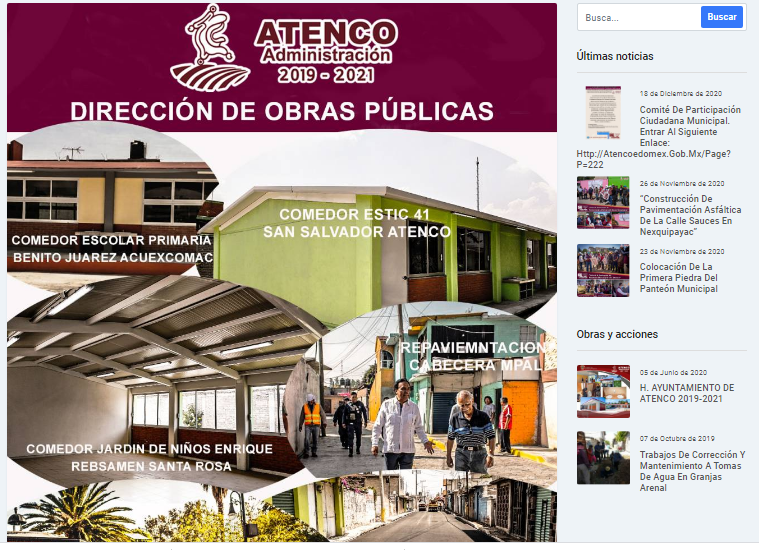 ATENCO
Administración
2019 - 2021
DIRECCIÓN DE OBRAS PÚBLICAS
COMEDOR ESCOLAR PRIMARIA
BENITO JUAREZ ACUEXCOMAC
COMEDOR ESTIC 41
SAN SALVADOR ATENCO
REPAVIEMNTACION
CABECERA MPAL
COMEDOR JARDIN DE NIÑOS ENRIQUE
REBSAMEN SANTA ROSA
Busca...
Buscar
Últimas noticias
18 de Diciembre de 2020
Comité De Participación
Ciudadana Municipal.
Entrar Al Siguiente
Enlace:
Http://Atencoedomex.Gob.Mx/Page?
P=222
26 de Noviembre de 2020
“Construcción De
Pavimentación Asfáltica
De La Calle Sauces En
Nexquipayac”
23 de Noviembre de 2020
Colocación De La
Primera Piedra Del
Panteón Municipal
Obras y acciones
05 de Junio de 2020
H. AYUNTAMIENTO DE
ATENCO 2019-2021
07 de Octubre de 2019
Trabajos De Corrección Y
Mantenimiento A Tomas
De Agua En Granjas
Arenal